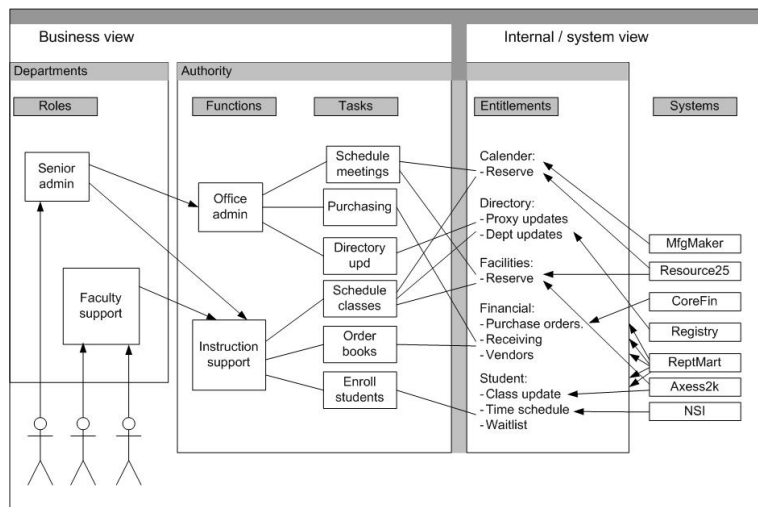 Business view
Internal / system view
Departments
Authority
Roles
Functions
Tasks
Entitlements
Systems
Senior
admin
Faculty
support
Office
admin
Instruction
support
Schedule
meetings
Purchasing
Directory
upd
Schedule
classes
Order
books
Enroll
students
Calender:
- Reserve
Directory:
- Proxy updates
- Dept updates
Facilities:
- Reserve
Financial:
- Purchase orders.
- Receiving
- Vendors
Student:
- Class update
- Time schedule
- Waitlist
MfgMaker
Resource25
CoreFin
Registry
ReptMart
Axess2k
NSI